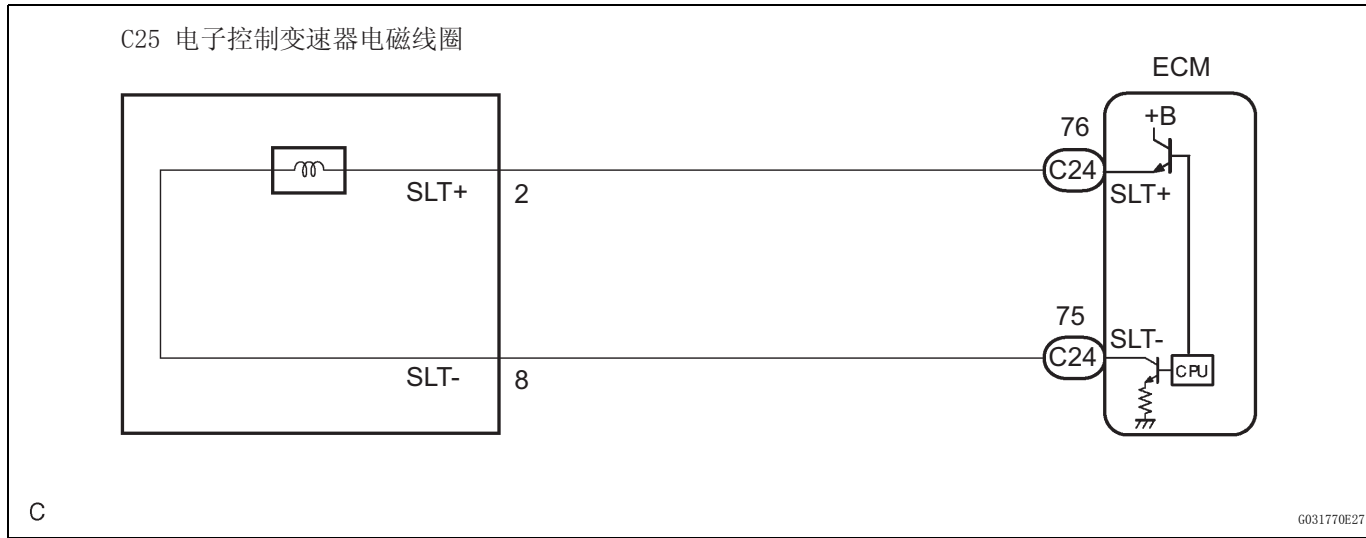 C25 电子控制变速器电磁线圈
ECM
+B
76
C24
SLT+
2
SLT+
75
C24
SLT-
CPU
SLT-
8
C
G031770E27